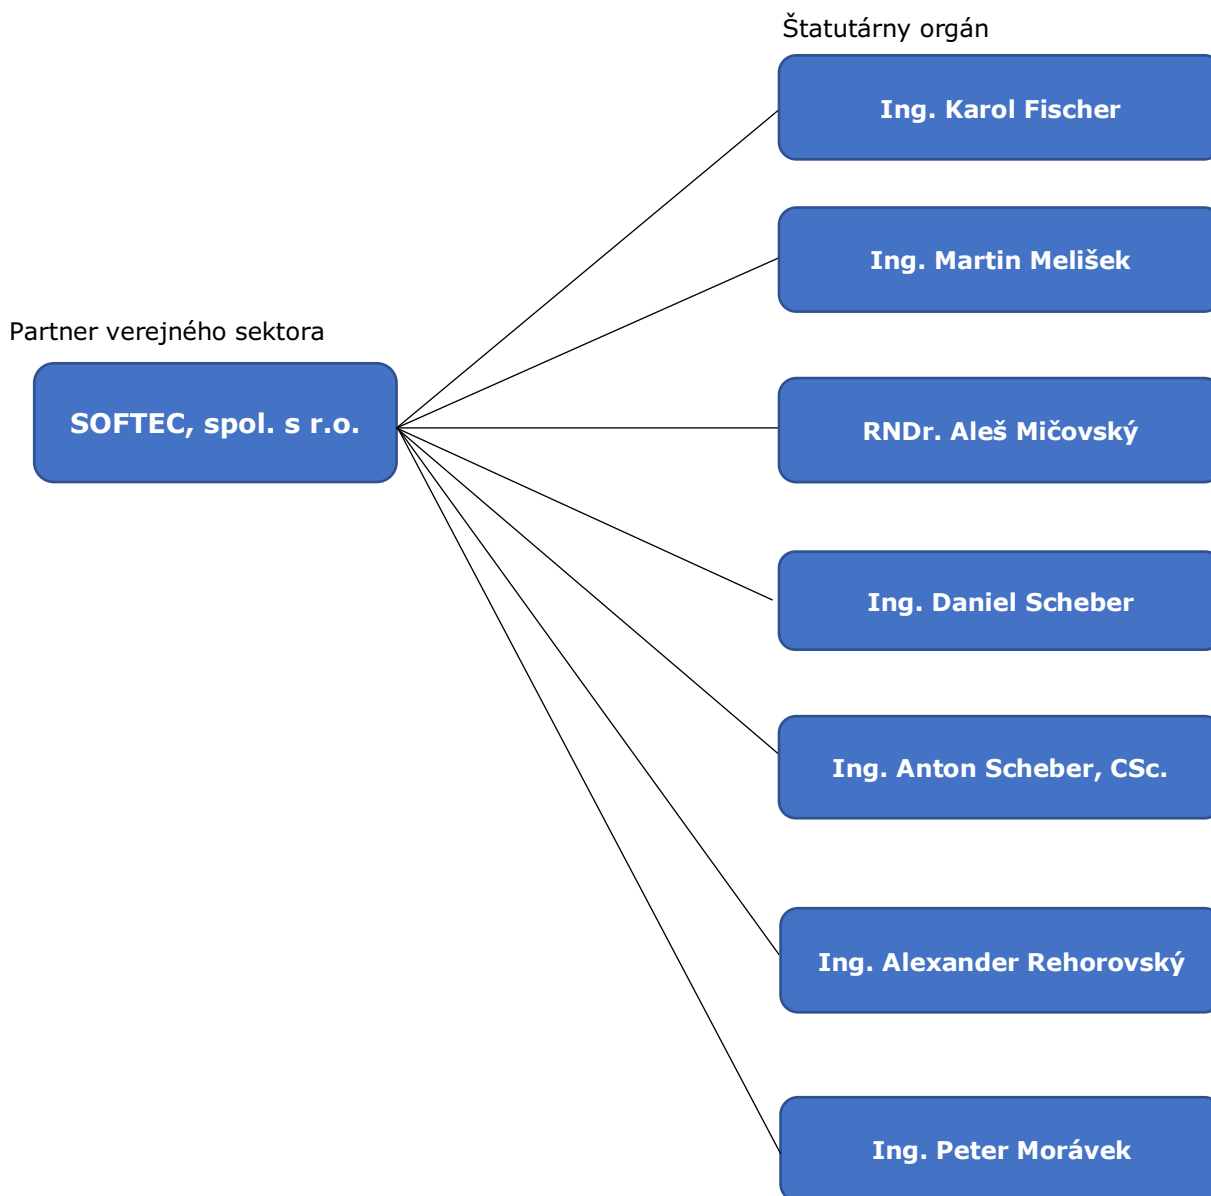 Štatutárny orgán
Ing. Karol Fischer
Ing. Martin Melišek
Partner verejného sektora
SOFTEC, spol. s r.o.
RNDr. Aleš Mičovský
Ing. Daniel Scheber
Ing. Anton Scheber, CSc.
Ing. Alexander Rehorovský
Ing. Peter Morávek